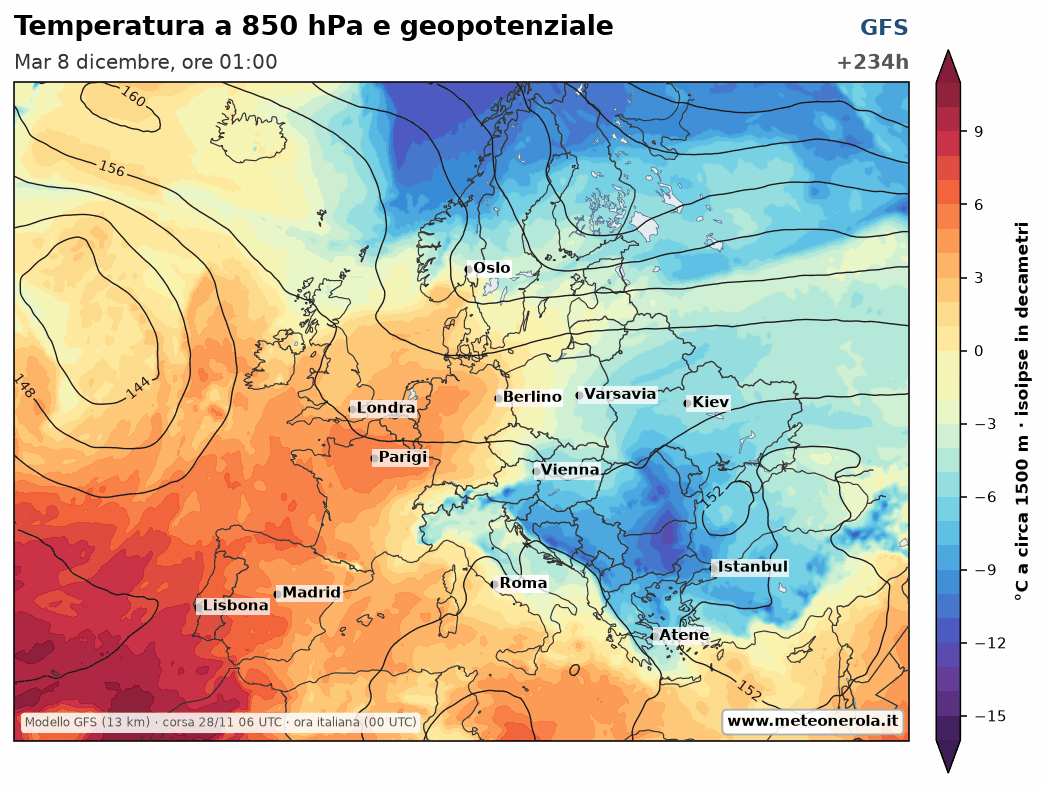 Temperatura a 850 hPa e geopotenziale
GFS
Mar 8 dicembre, ore 01:00
+234h
160
156
148
144
152
152
Oslo
Londra
Berlino
Varsavia
Kiev
Parigi
Vienna
Istanbul
Roma
Madrid
Lisbona
Atene
Modello GFS (13 km) · corsa 28/11 06 UTC · ora italiana (00 UTC)
www.meteonerola.it
9
6
3
0
−3
−6
−9
−12
−15
°C a circa 1500 m · isoipse in decametri